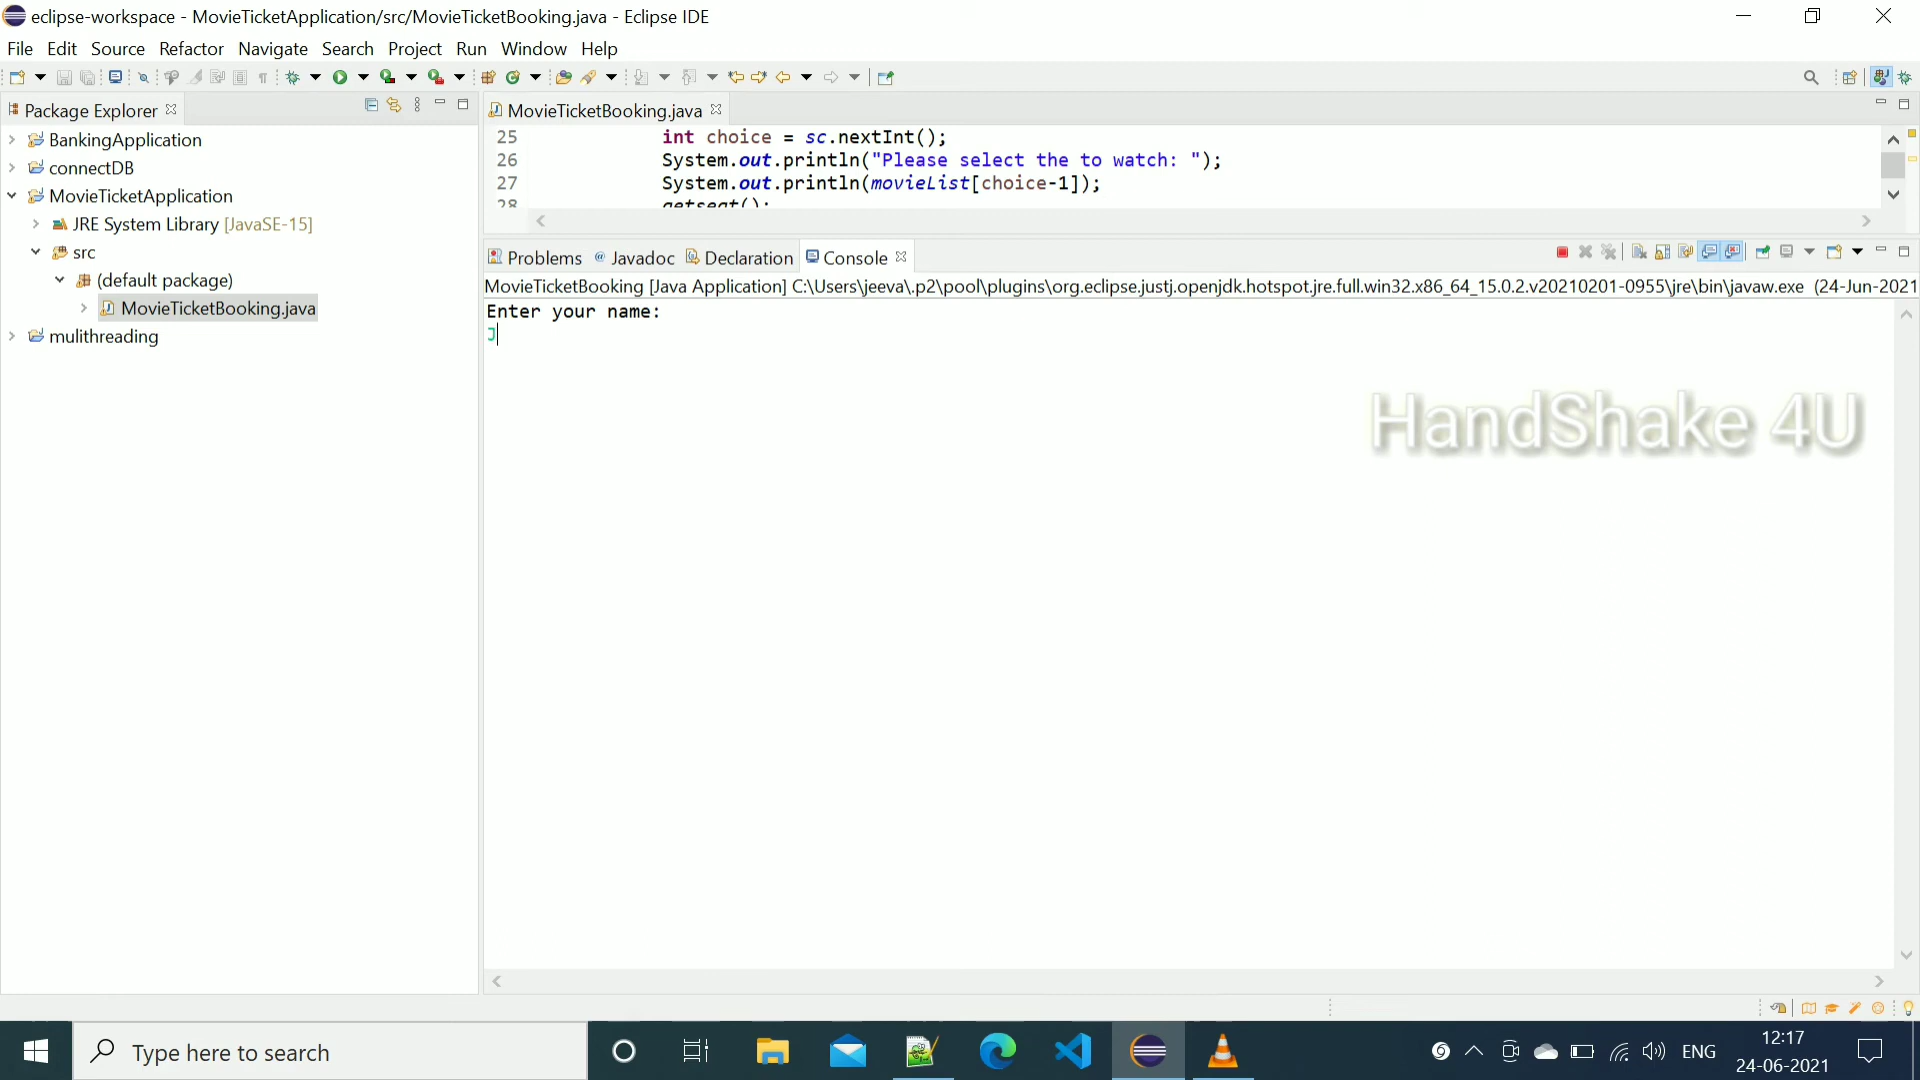 eclipse-workspace - MovieTicketApplication/src/MovieTicketBooking.java - Eclipse IDE
File Edit Source Refactor Navigate Search Project Run Window Help
Package Explorer
BankingApplication
connectDB
MovieTicketApplication
JRE System Library [JavaSE-15]
src
(default package)
MovieTicketBooking.java
mulithreading
MovieTicketBooking.java
25 int choice = sc.nextInt();
26 System.out.println("Please select the to watch: ");
27 System.out.println(movieList[choice-1]);
28 getseat();
Problems Javadoc Declaration Console
MovieTicketBooking [Java Application] C:\Users\jeeva\.p2\pool\plugins\org.eclipse.justj.openjdk.hotspot.jre.full.win32.x86_64_15.0.2.v20210201-0955\jre\bin\javaw.exe (24-Jun-2021
Enter your name:
J
HandShake 4U
Type here to search
ENG
12:17
24-06-2021